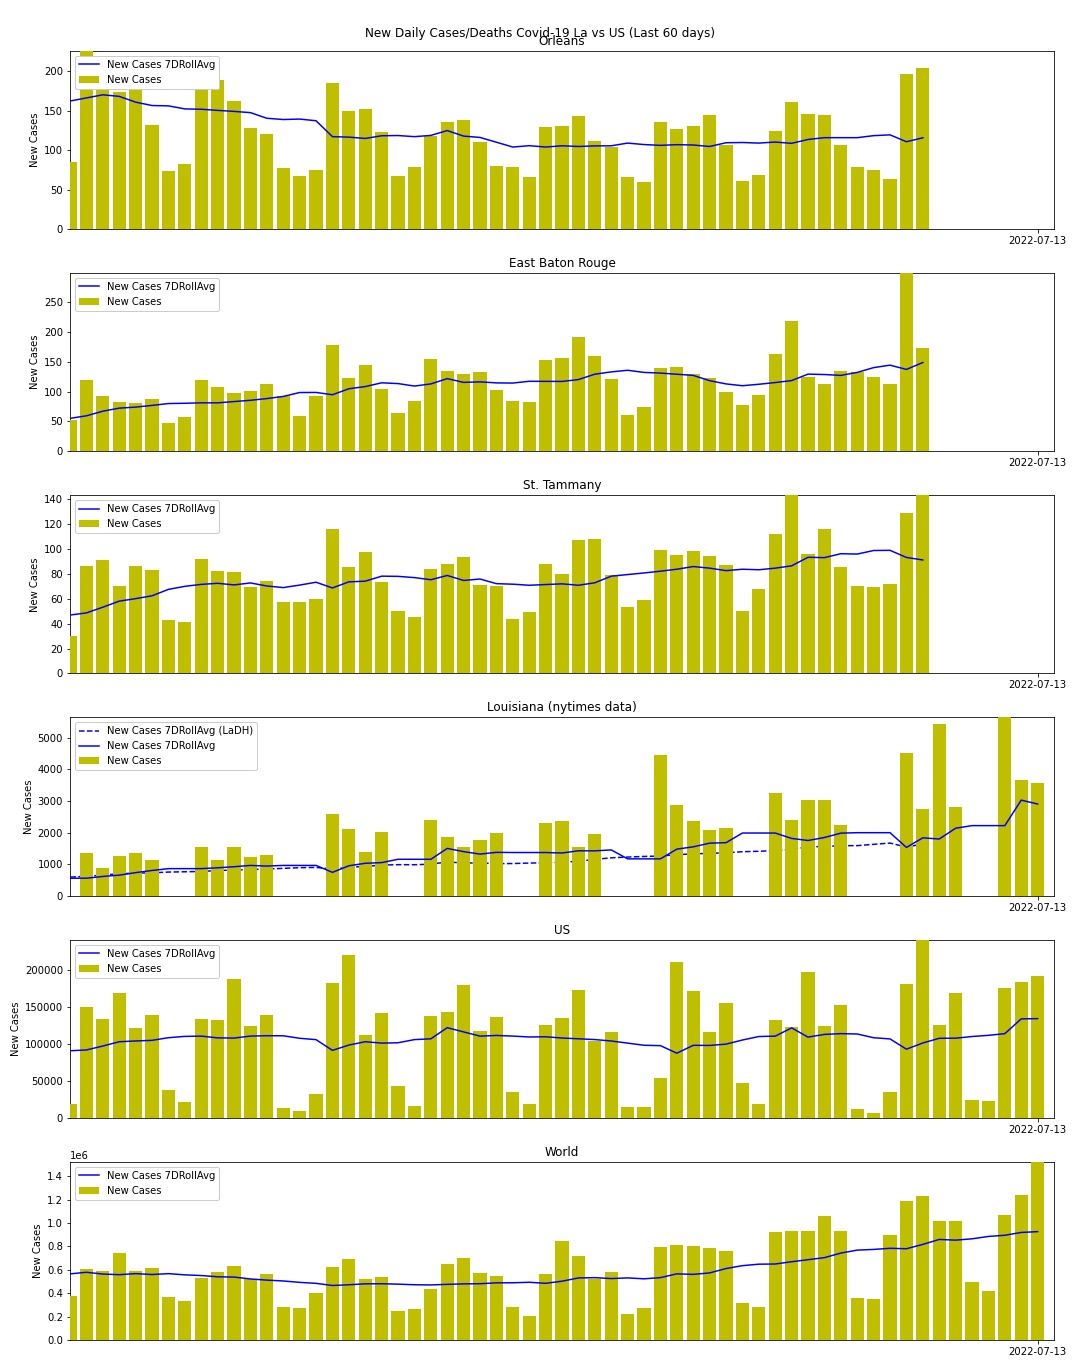 New Daily Cases/Deaths Covid-19 La vs US (Last 60 days)
Orleans
New Cases 7DRollAvg
New Cases
New Cases
200
150
100
50
0
2022-07-13
East Baton Rouge
New Cases 7DRollAvg
New Cases
New Cases
250
200
150
100
50
0
2022-07-13
St. Tammany
New Cases 7DRollAvg
New Cases
New Cases
140
120
100
80
60
40
20
0
2022-07-13
Louisiana (nytimes data)
New Cases 7DRollAvg (LaDH)
New Cases 7DRollAvg
New Cases
New Cases
5000
4000
3000
2000
1000
0
2022-07-13
US
New Cases 7DRollAvg
New Cases
New Cases
200000
150000
100000
50000
0
2022-07-13
World
1e6
New Cases 7DRollAvg
New Cases
New Cases
1.4
1.2
1.0
0.8
0.6
0.4
0.2
0.0
2022-07-13